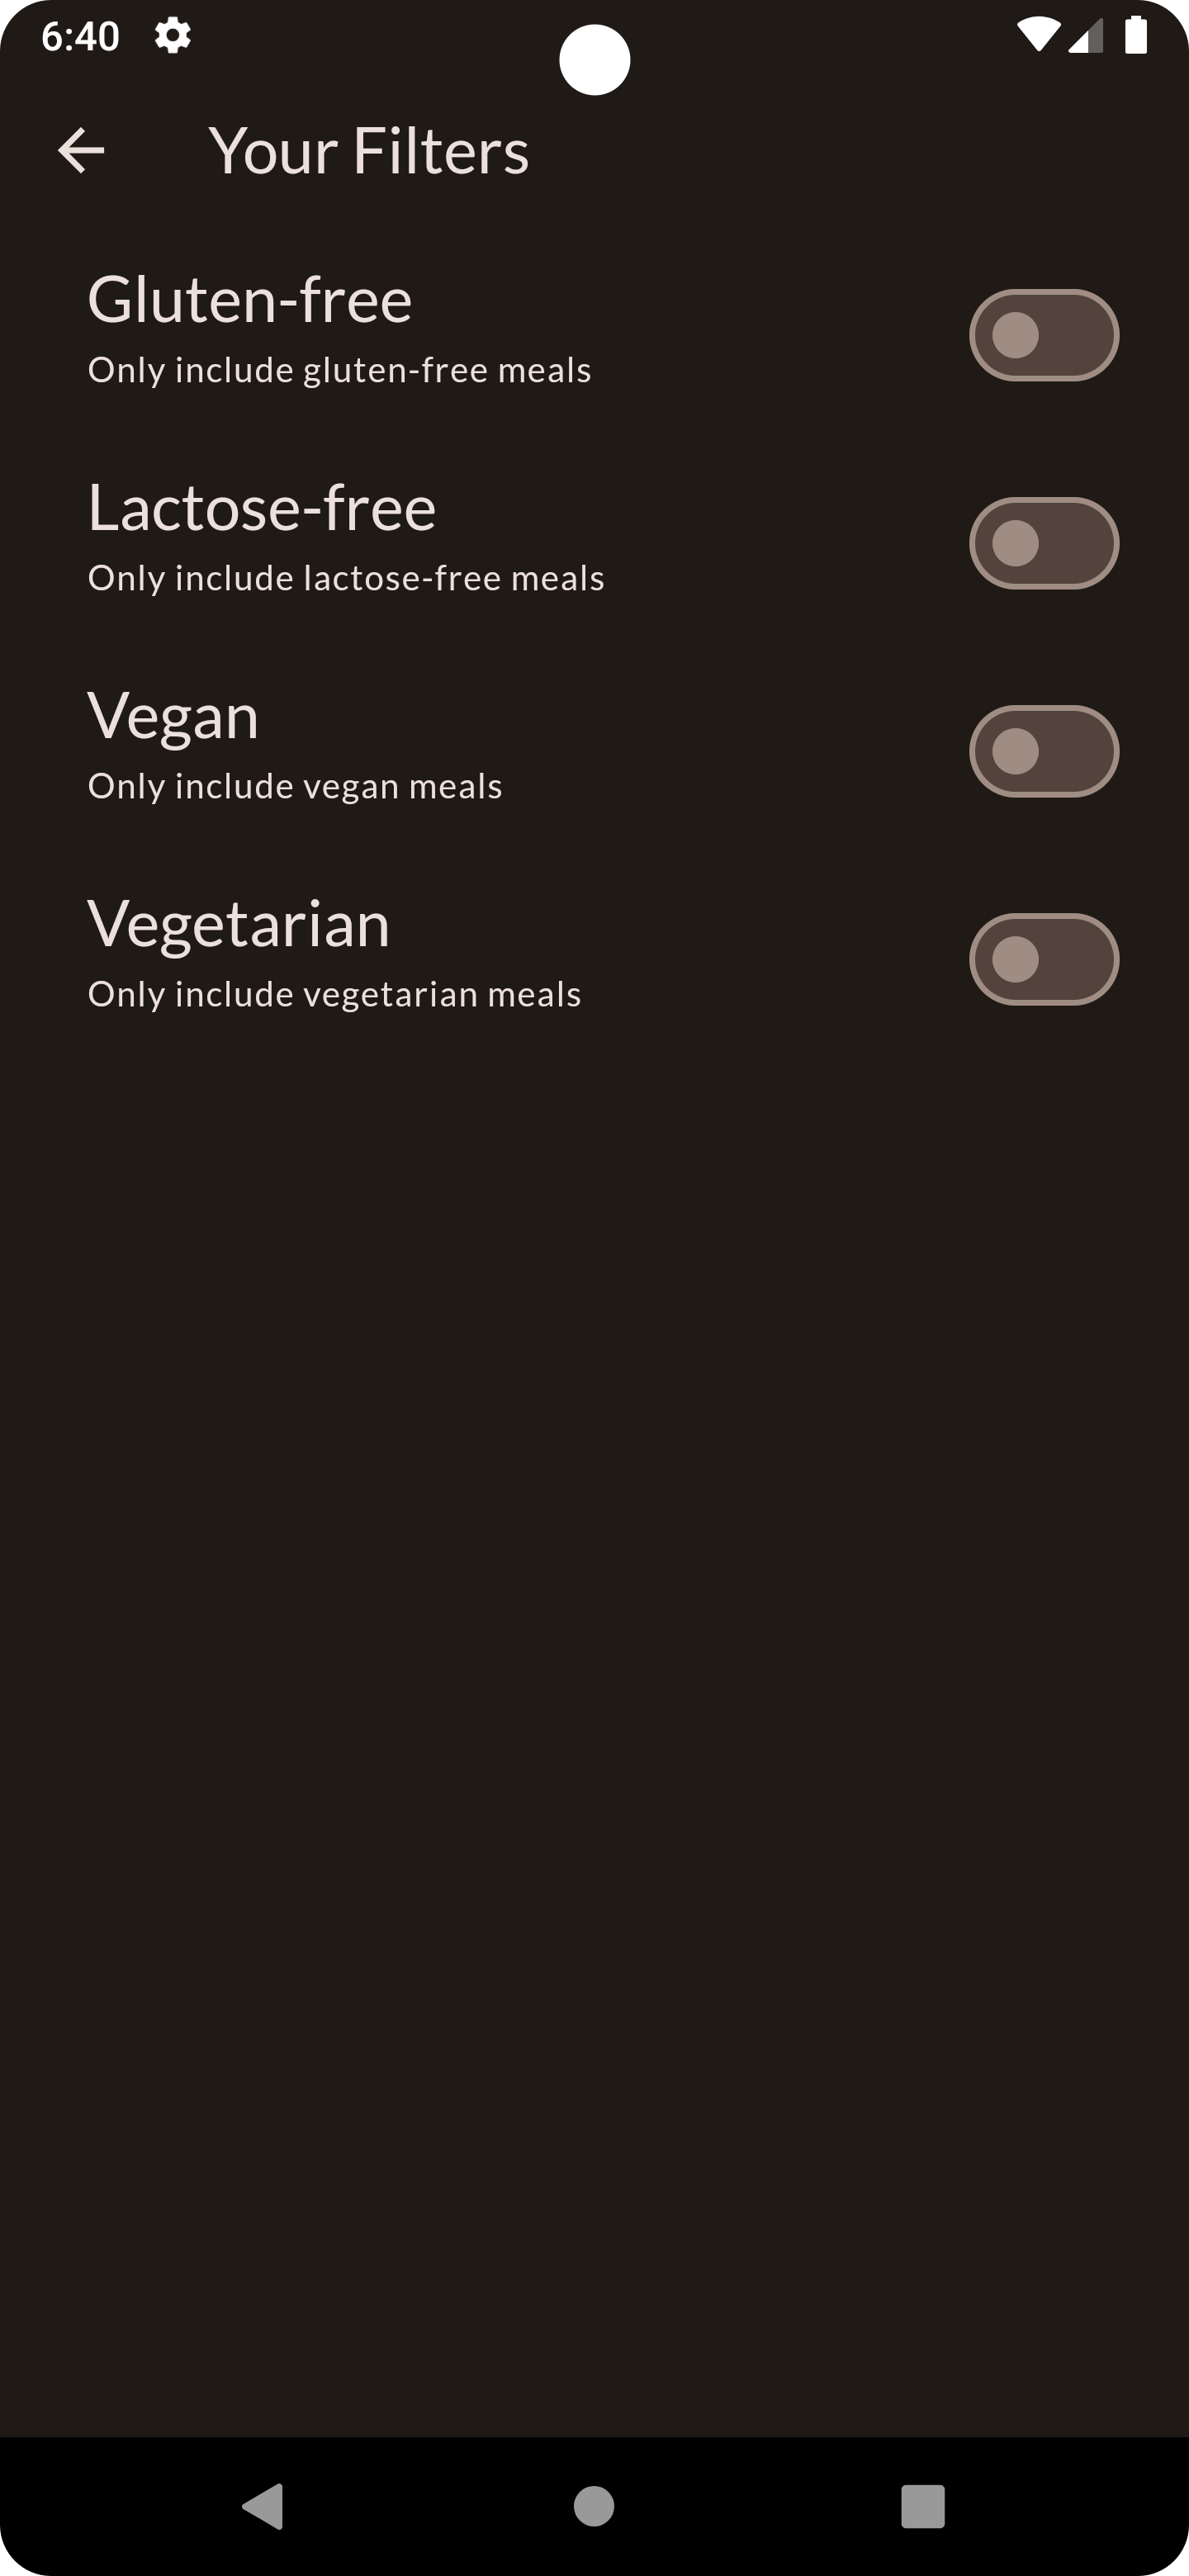 6:40
Your Filters
Gluten-free
Only include gluten-free meals
Lactose-free
Only include lactose-free meals
Vegan
Only include vegan meals
Vegetarian
Only include vegetarian meals